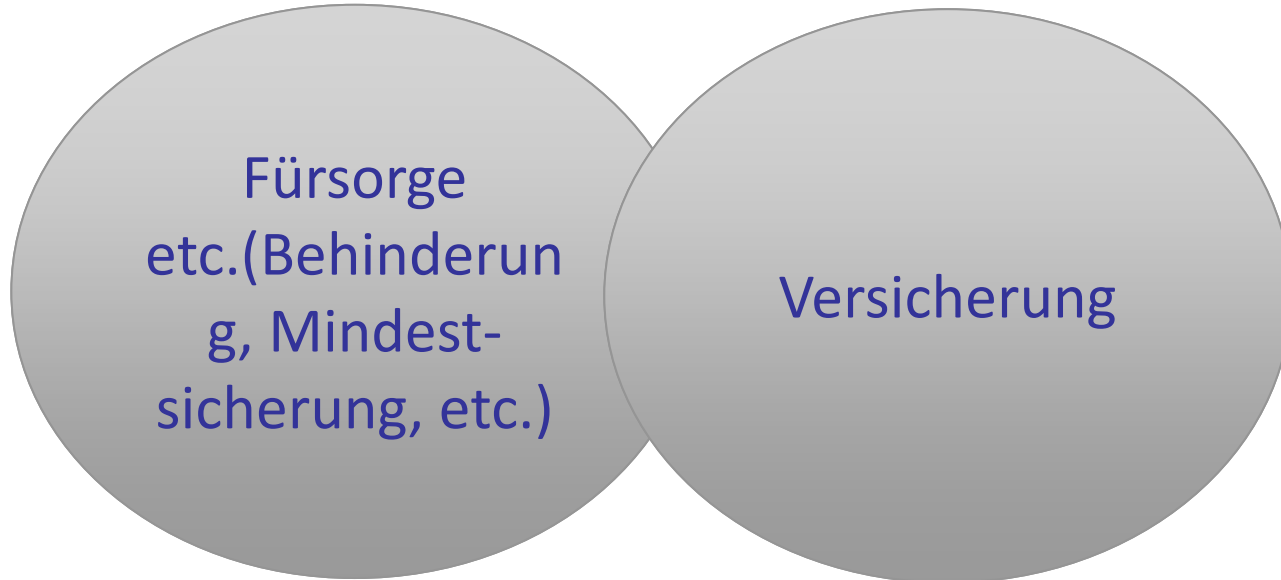 Fürsorge
etc.(Behinderun
g, Mindest-
sicherung, etc.)
Versicherung